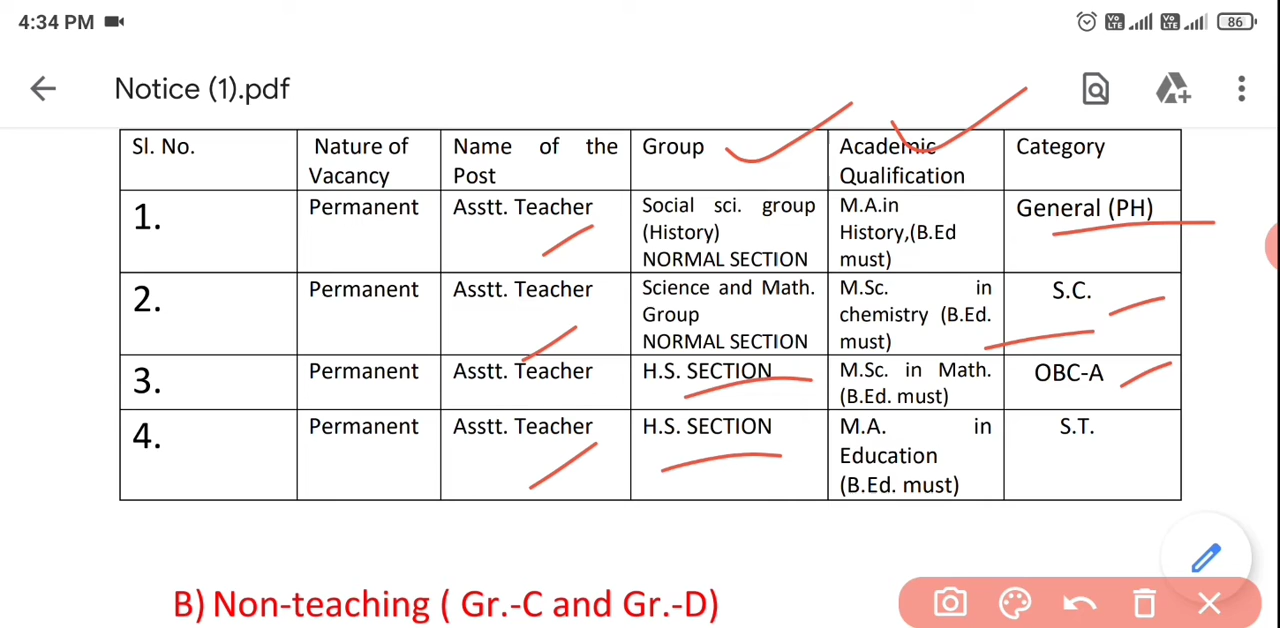 4:34 PM
Vo LTE Vo LTE 86
Notice (1).pdf
Sl. No. Nature of Vacancy Name of the Post Group Academic Qualification Category
1. Permanent Asstt. Teacher Social sci. group (History) NORMAL SECTION M.A.in History,(B.Ed must) General (PH)
2. Permanent Asstt. Teacher Science and Math. Group NORMAL SECTION M.Sc. in chemistry (B.Ed. must) S.C.
3. Permanent Asstt. Teacher H.S. SECTION M.Sc. in Math. (B.Ed. must) OBC-A
4. Permanent Asstt. Teacher H.S. SECTION M.A. in Education (B.Ed. must) S.T.
B) Non-teaching ( Gr.-C and Gr.-D)